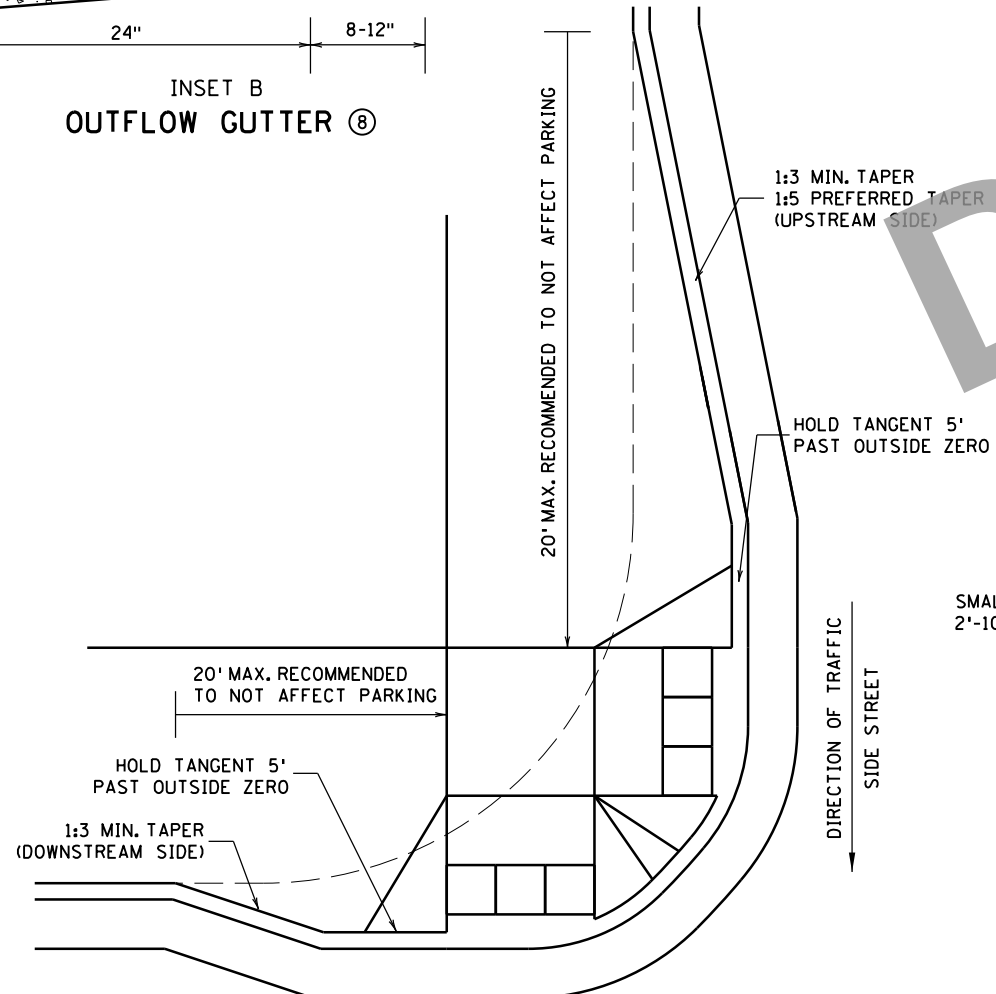 24"
8-12"
INSET B
OUTFLOW GUTTER 8
20' MAX. RECOMMENDED TO NOT AFFECT PARKING
1:3 MIN. TAPER
1:5 PREFERRED TAPER
(UPSTREAM SIDE)
HOLD TANGENT 5'
PAST OUTSIDE ZERO
20' MAX. RECOMMENDED
TO NOT AFFECT PARKING
HOLD TANGENT 5'
PAST OUTSIDE ZERO
1:3 MIN. TAPER
(DOWNSTREAM SIDE)
DIRECTION OF TRAFFIC
SIDE STREET
2'-10